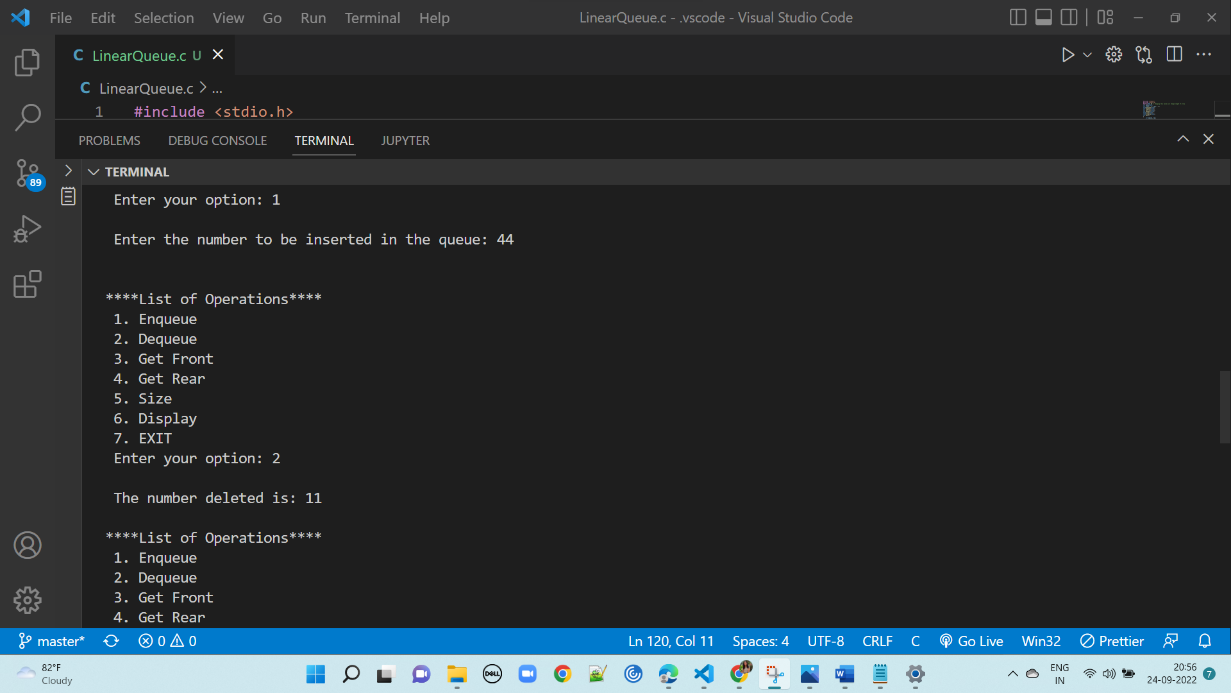 File Edit Selection View Go Run Terminal Help LinearQueue.c - .vscode - Visual Studio Code
C LinearQueue.c U
C LinearQueue.c > ...
1 #include <stdio.h>
PROBLEMS DEBUG CONSOLE TERMINAL JUPYTER
TERMINAL
Enter your option: 1
Enter the number to be inserted in the queue: 44
****List of Operations****
1. Enqueue
2. Dequeue
3. Get Front
4. Get Rear
5. Size
6. Display
7. EXIT
Enter your option: 2
The number deleted is: 11
****List of Operations****
1. Enqueue
2. Dequeue
3. Get Front
4. Get Rear
89
master* 0 0 Ln 120, Col 11 Spaces: 4 UTF-8 CRLF C Go Live Win32 Prettier
82°F
Cloudy
DELL
ENG
IN
20:56
24-09-2022
7